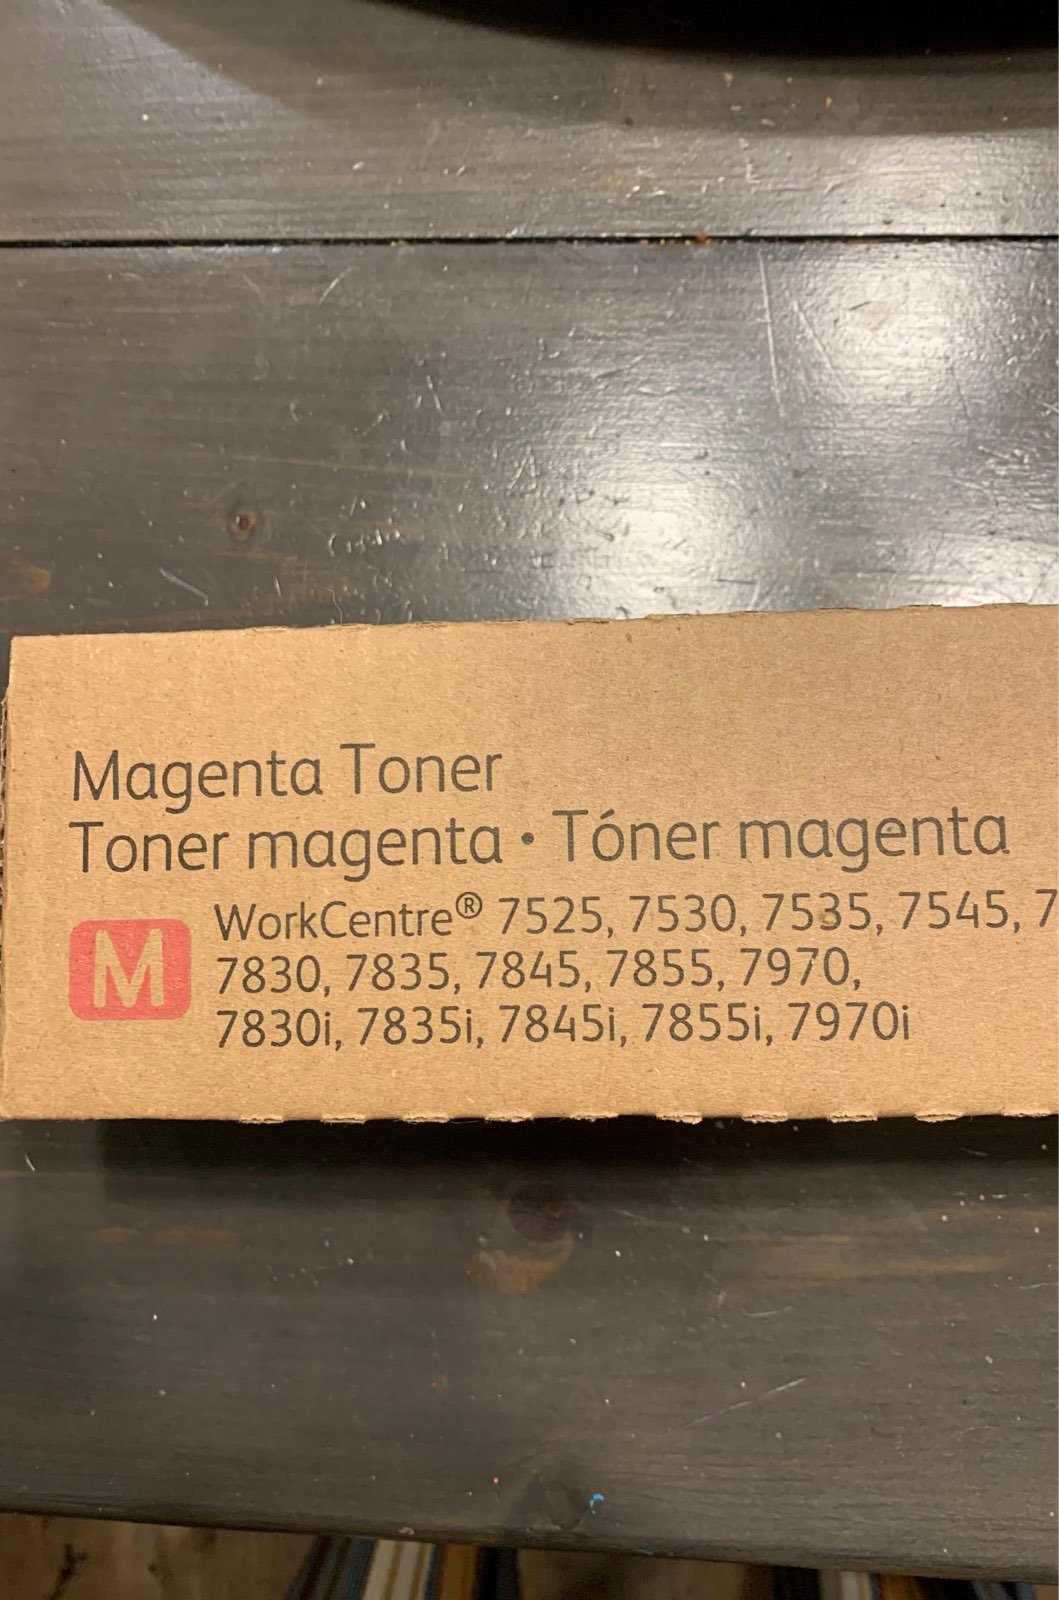 Magenta Toner
Toner magenta • Tóner magenta
M
WorkCentre® 7525, 7530, 7535, 7545, 7
7830, 7835, 7845, 7855, 7970,
7830i, 7835i, 7845i, 7855i, 7970i